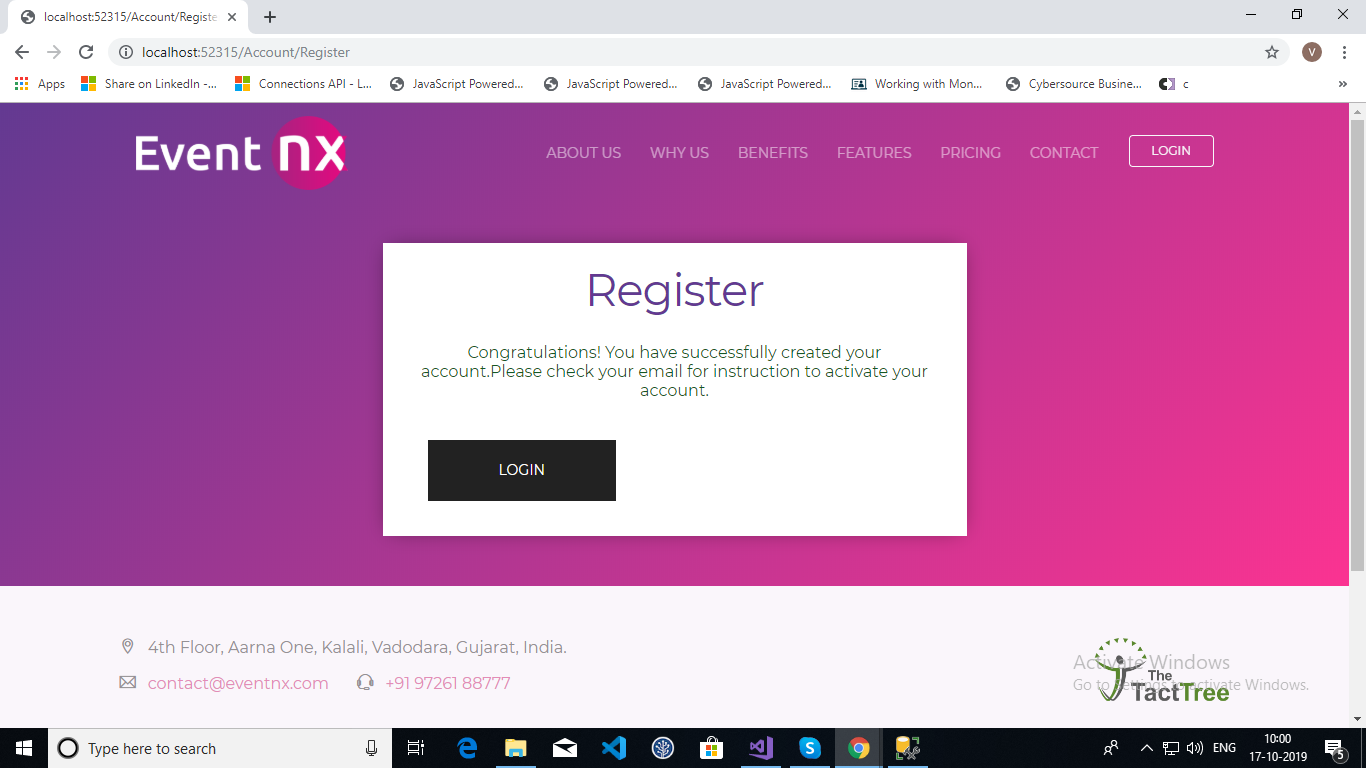 localhost:52315/Account/Registe
localhost:52315/Account/Register
V
Apps
Share on LinkedIn -...
Connections API - L...
JavaScript Powered...
JavaScript Powered...
JavaScript Powered...
Working with Mon...
Cybersource Busine...
c
»
Event nx
ABOUT US
WHY US
BENEFITS
FEATURES
PRICING
CONTACT
LOGIN
Register
Congratulations! You have successfully created your
account.Please check your email for instruction to activate your
account.
LOGIN
4th Floor, Aarna One, Kalali, Vadodara, Gujarat, India.
contact@eventnx.com
+91 97261 88777
The
TactTree
Activate Windows
Go to Settings to activate Windows.
Type here to search
ENG
10:00
17-10-2019
5